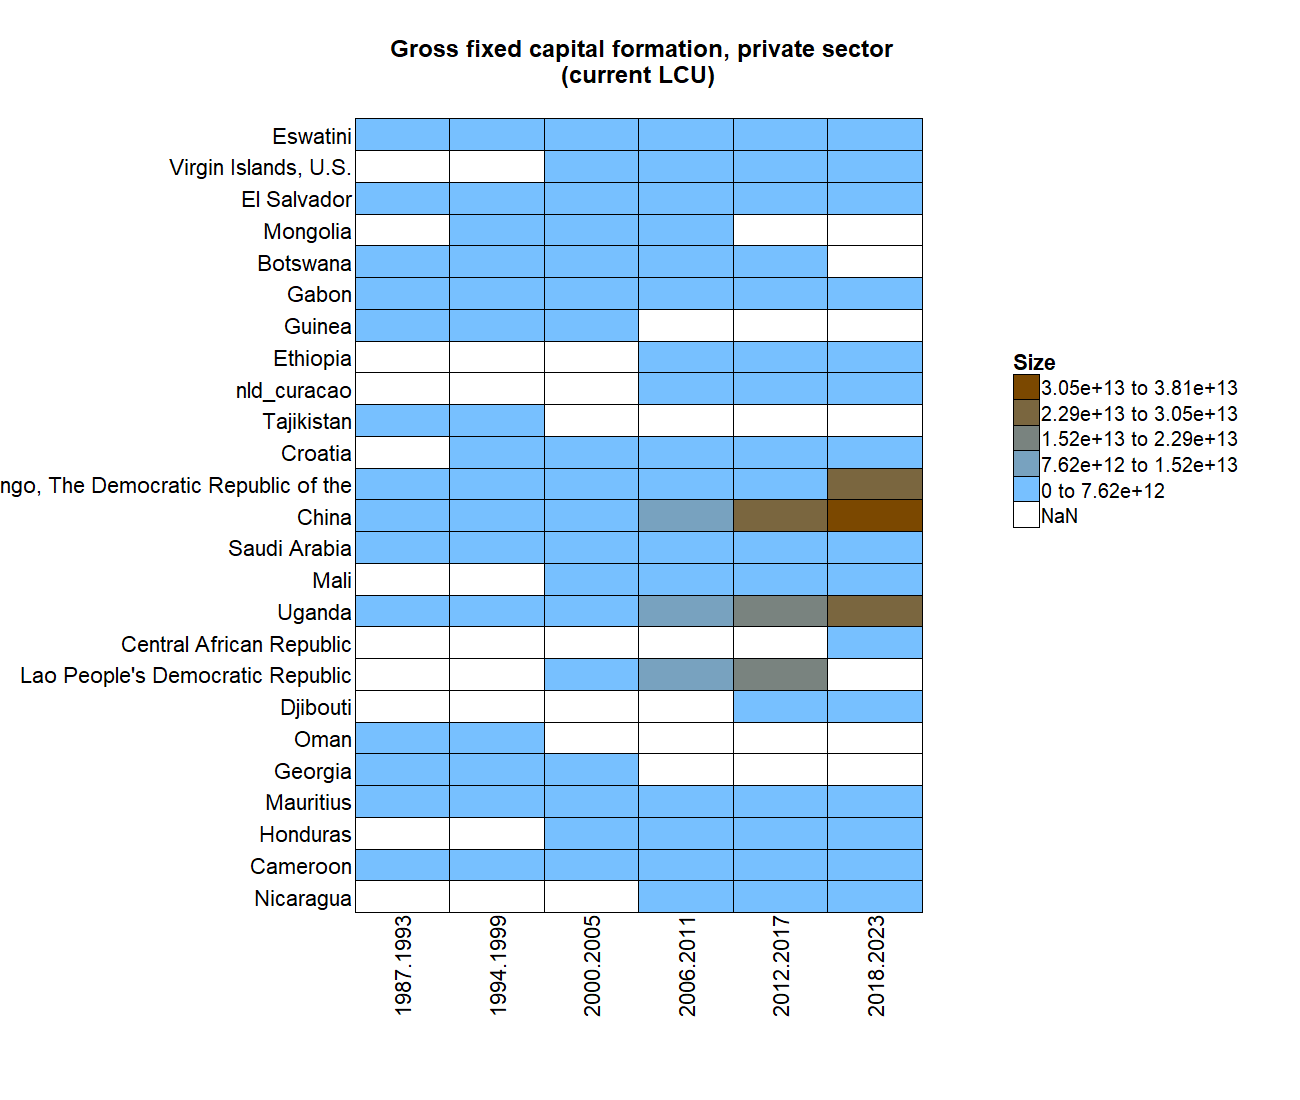 Gross fixed capital formation, private sector
(current LCU)
Eswatini
Virgin Islands, U.S.
El Salvador
Mongolia
Botswana
Gabon
Guinea
Ethiopia
nld_curacao
Tajikistan
Croatia
ngo, The Democratic Republic of the
China
Saudi Arabia
Mali
Uganda
Central African Republic
Lao People's Democratic Republic
Djibouti
Oman
Georgia
Mauritius
Honduras
Cameroon
Nicaragua
1987.1993
1994.1999
2000.2005
2006.2011
2012.2017
2018.2023
Size
3.05e+13 to 3.81e+13
2.29e+13 to 3.05e+13
1.52e+13 to 2.29e+13
7.62e+12 to 1.52e+13
0 to 7.62e+12
NaN